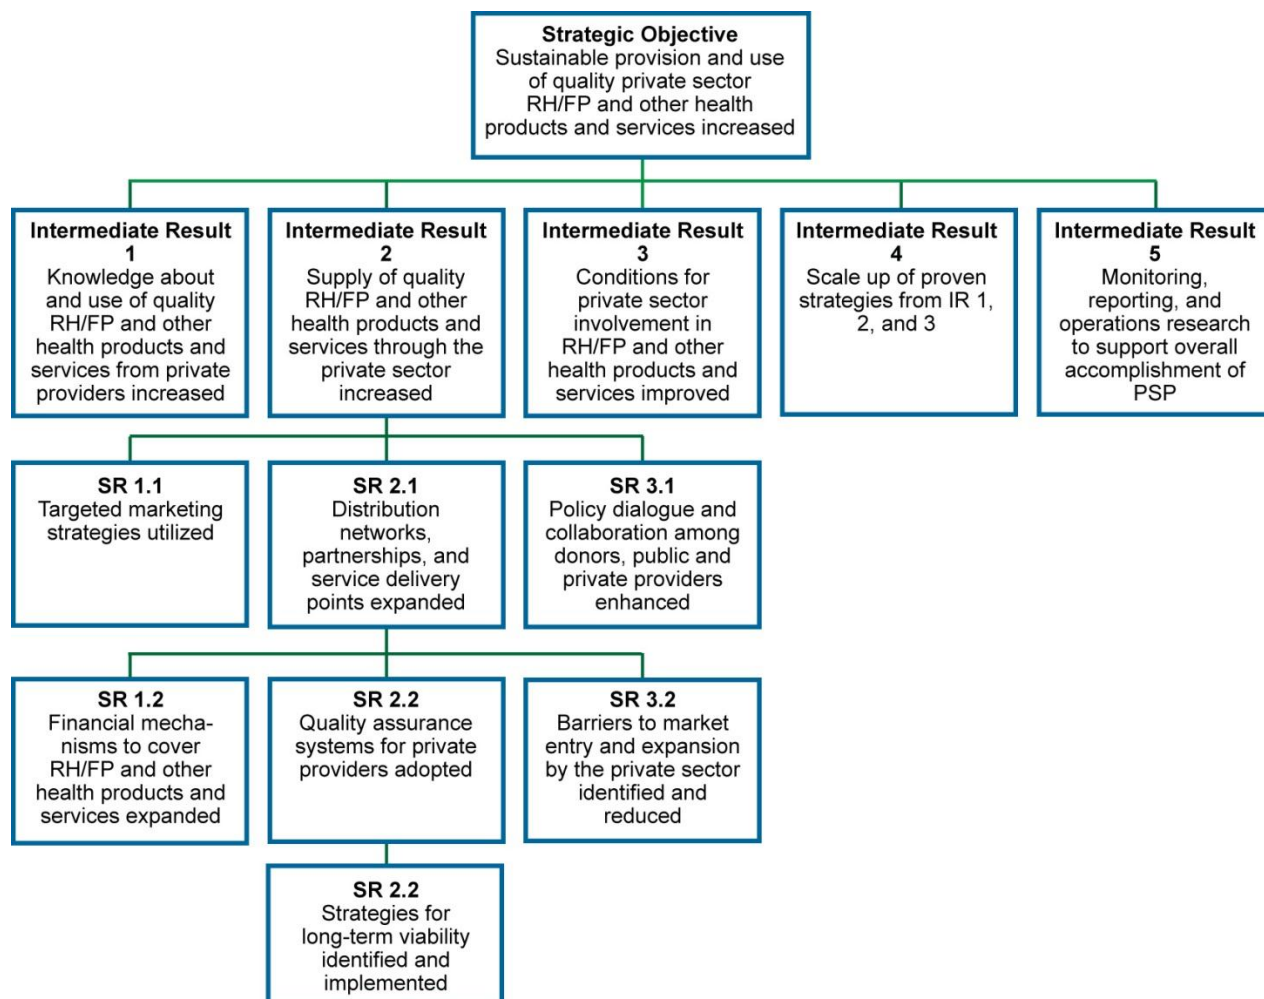 Strategic Objective
Sustainable provision and use
of quality private sector
RH/FP and other health
products and services increased
Intermediate Result
1
Knowledge about
and use of quality
RH/FP and other
health products and
services from private
providers increased
Intermediate Result
2
Supply of quality
RH/FP and other
health products and
services through the
private sector
increased
Intermediate Result
3
Conditions for
private sector
involvement in
RH/FP and other
health products and
services improved
Intermediate Result
4
Scale up of proven
strategies from IR 1,
2, and 3
Intermediate Result
5
Monitoring,
reporting, and
operations research
to support overall
accomplishment of
PSP
SR 1.1
Targeted marketing
strategies utilized
SR 2.1
Distribution
networks,
partnerships, and
service delivery
points expanded
SR 3.1
Policy dialogue and
collaboration among
donors, public and
private providers
enhanced
SR 1.2
Financial mecha-
nisms to cover
RH/FP and other
health products and
services expanded
SR 2.2
Quality assurance
systems for private
providers adopted
SR 3.2
Barriers to market
entry and expansion
by the private sector
identified and
reduced
SR 2.2
Strategies for
long-term viability
identified and
implemented